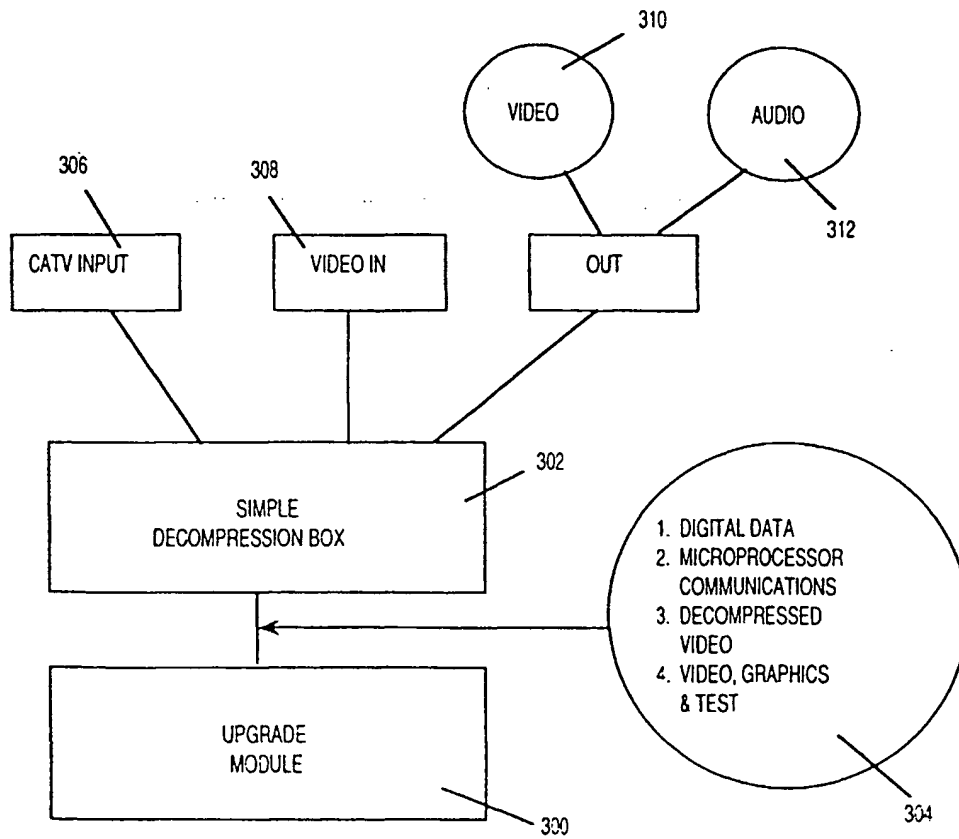 310
VIDEO
AUDIO
306
308
312
CATV INPUT
VIDEO IN
OUT
302
SIMPLE
DECOMPRESSION BOX
1. DIGITAL DATA
2. MICROPROCESSOR
COMMUNICATIONS
3. DECOMPRESSED
VIDEO
4. VIDEO, GRAPHICS
& TEST
UPGRADE
MODULE
300
304